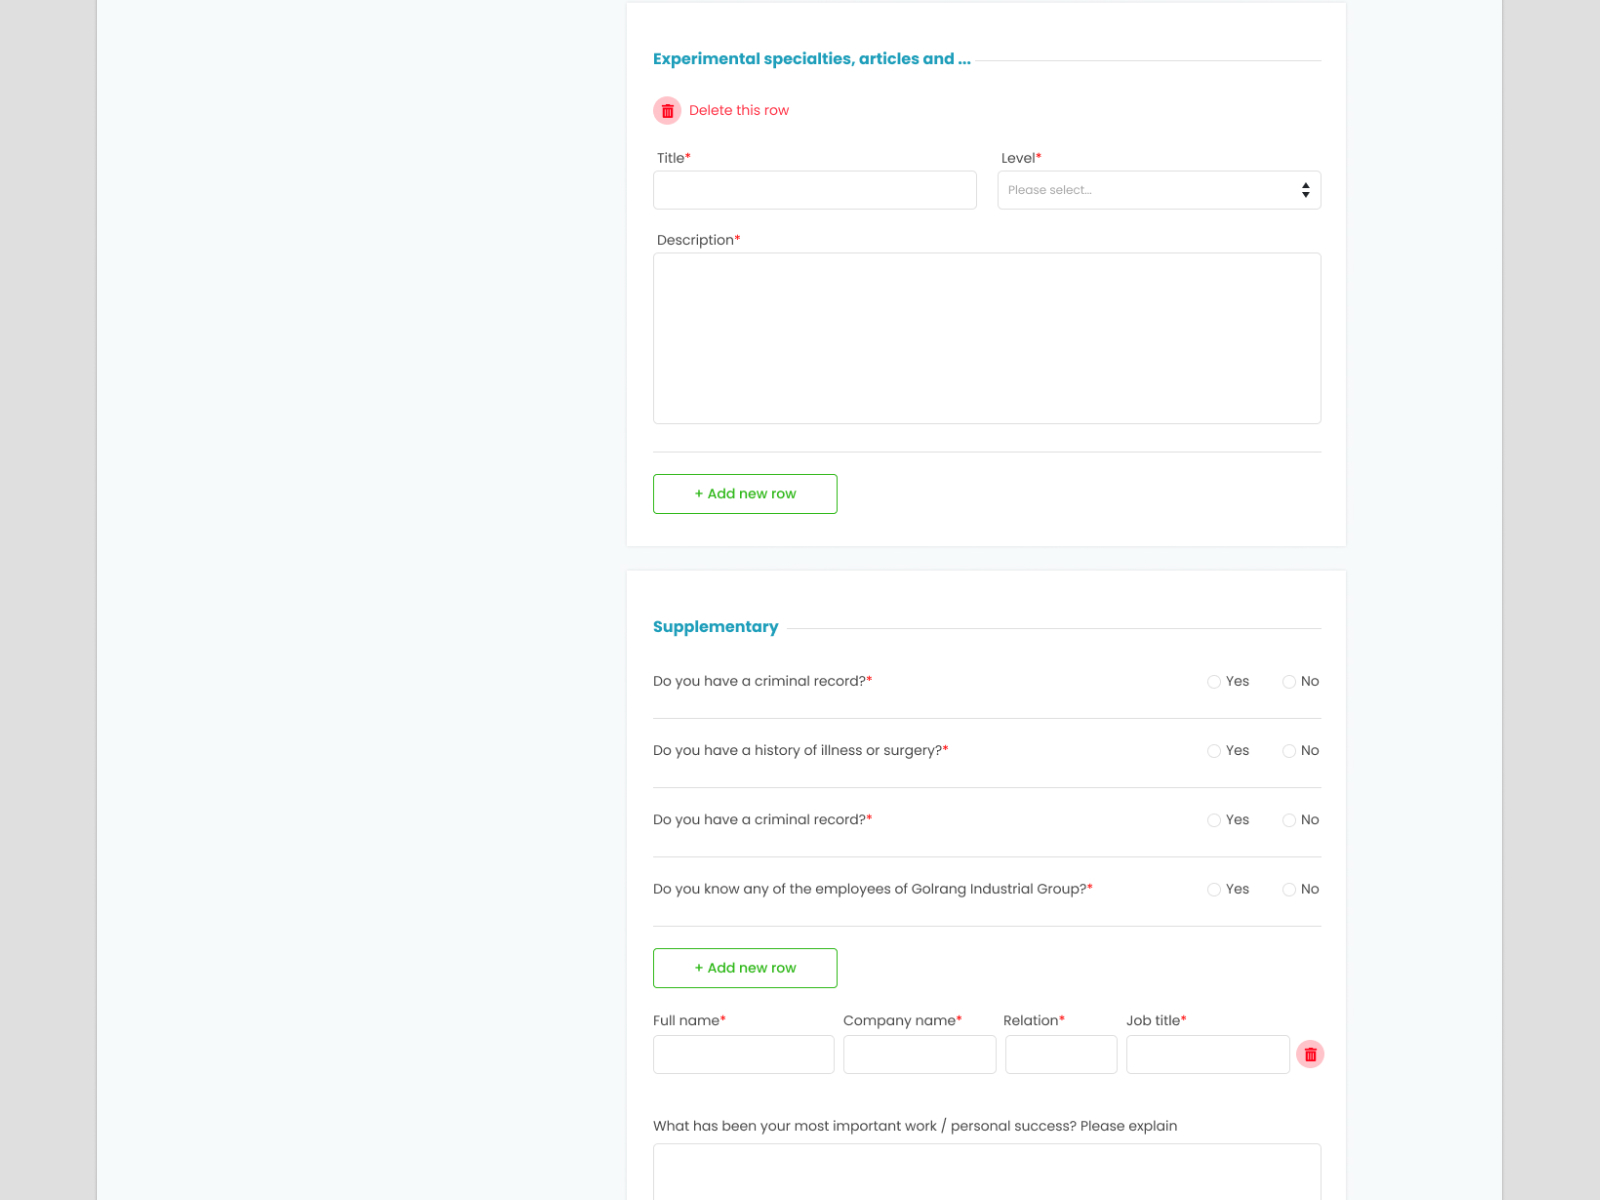 Experimental specialties, articles and ...
Delete this row
Title* Level*
Please select...
Description*
+ Add new row
Supplementary
Do you have a criminal record?* Yes No
Do you have a history of illness or surgery?* Yes No
Do you have a criminal record?* Yes No
Do you know any of the employees of Golrang Industrial Group?* Yes No
+ Add new row
Full name* Company name* Relation* Job title*
What has been your most important work / personal success? Please explain